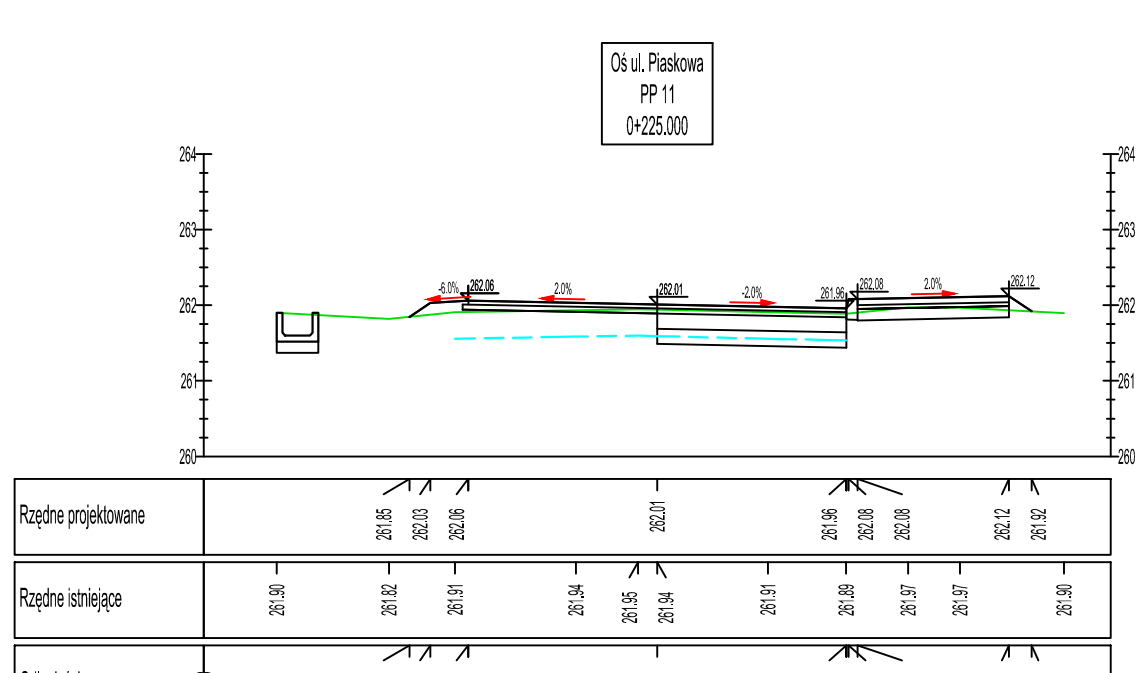 Oś ul. Piaskowa
PP 11
0+225.000
264 264
263 263
262 262
261 261
260 260
-6.0% 262.06 2.0% 262.01 -2.0% 261.96 262.08 2.0% 262.12
Rzędne projektowane 261.85 262.03 262.06 262.01 261.96 262.08 262.08 262.12 261.92
Rzędne istniejące 261.90 261.82 261.91 261.94 261.95 261.94 261.91 261.89 261.97 261.97 261.90